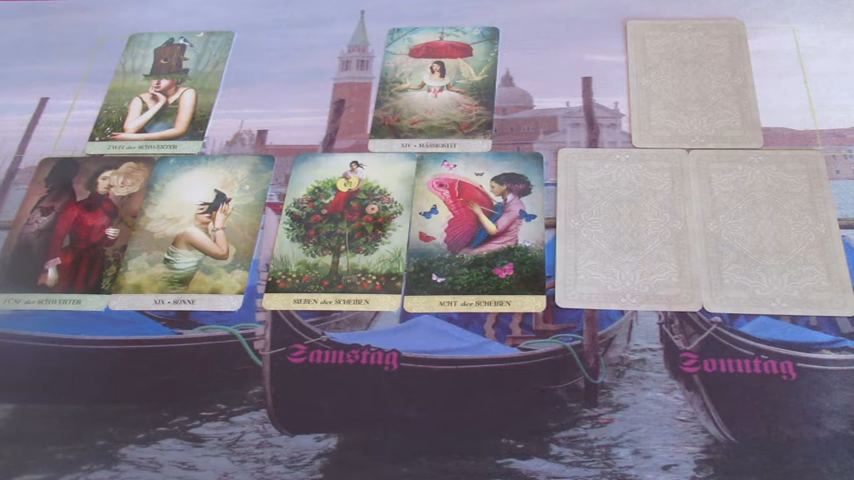 ZWEI der SCHWERTER
XIV • MÄSSIGKEIT
FÜNF der SCHWERTER
XIX • SONNE
SIEBEN der SCHEIBEN
ACHT der SCHEIBEN
Samstag
Sonntag